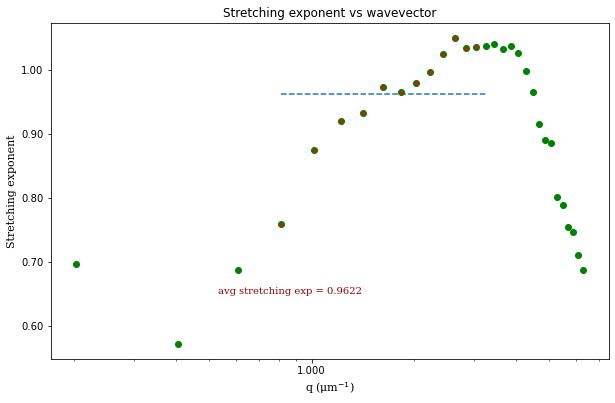 Stretching exponent vs wavevector
1.00
0.90
0.80
0.70
0.60
Stretching exponent
avg stretching exp = 0.9622
1.000
q (μm⁻¹)